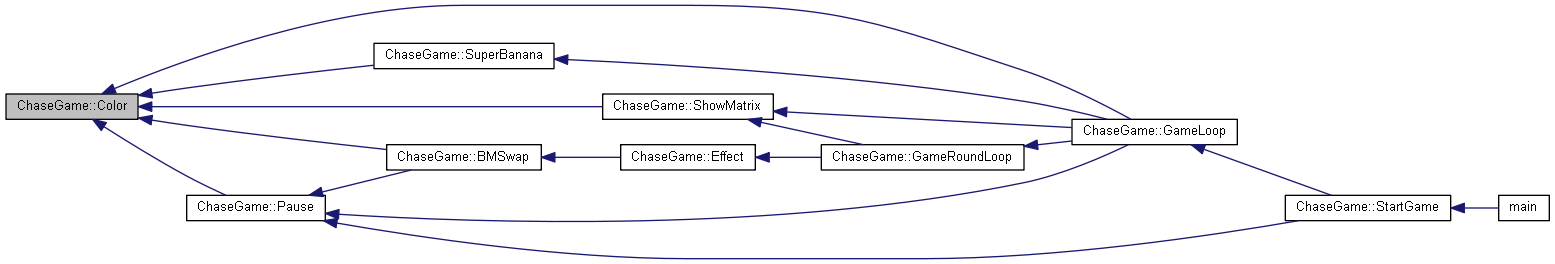 ChaseGame::Color
ChaseGame::SuperBanana
ChaseGame::ShowMatrix
ChaseGame::BMSwap
ChaseGame::Pause
ChaseGame::Effect
ChaseGame::GameRoundLoop
ChaseGame::GameLoop
ChaseGame::StartGame
main